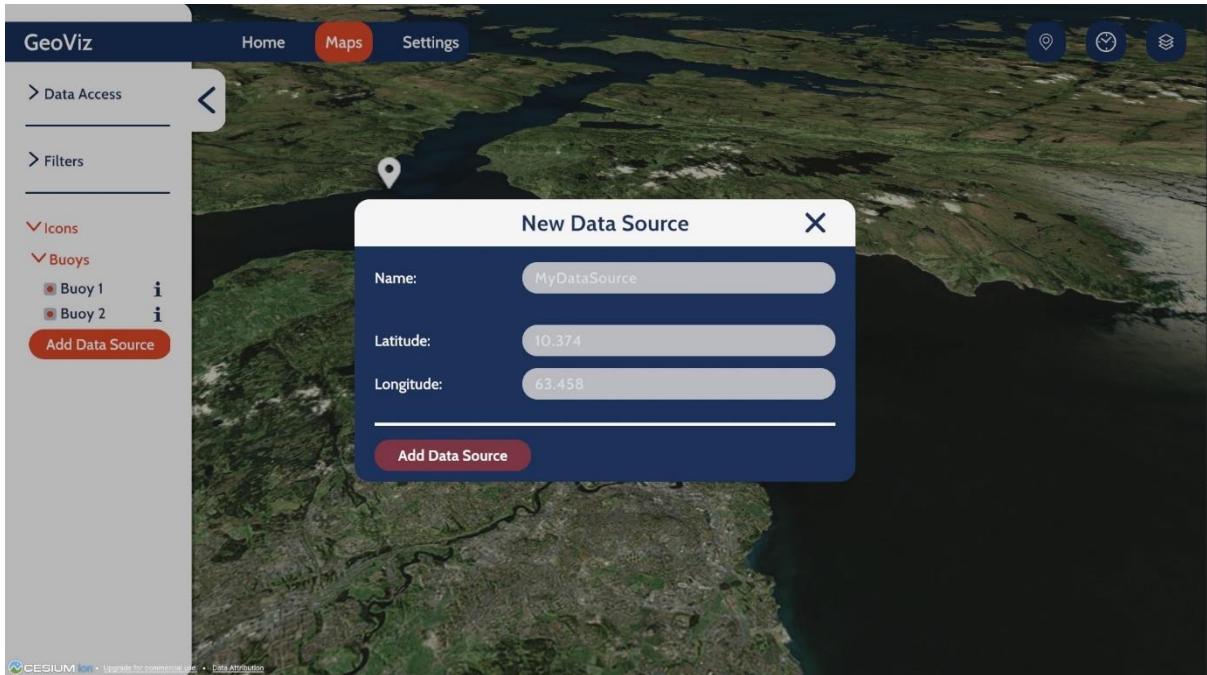 GeoViz
Home
Maps
Settings
Data Access
Filters
Icons
Buoys
Buoy 1
Buoy 2
Add Data Source
New Data Source
Name:
MyDataSource
Latitude:
10.374
Longitude:
63.458
Add Data Source
CESIUM ion • Upgrade for commercial use. • Data Attribution